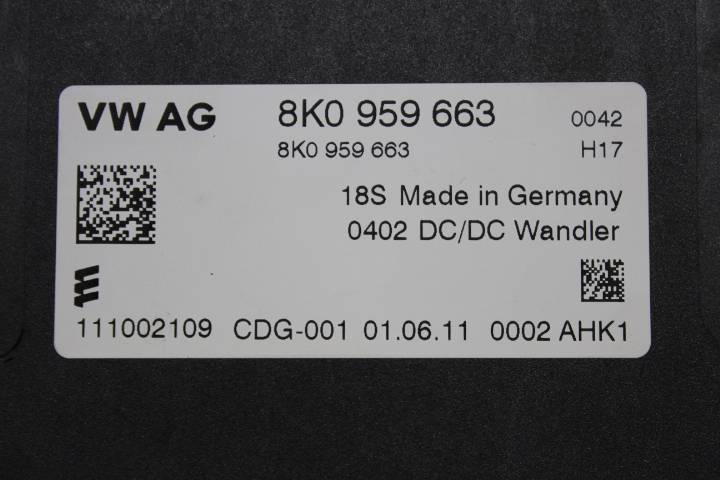 VW AG 8K0 959 663 0042
8K0 959 663 H17
18S Made in Germany
0402 DC/DC Wandler
111002109 CDG-001 01.06.11 0002 AHK1